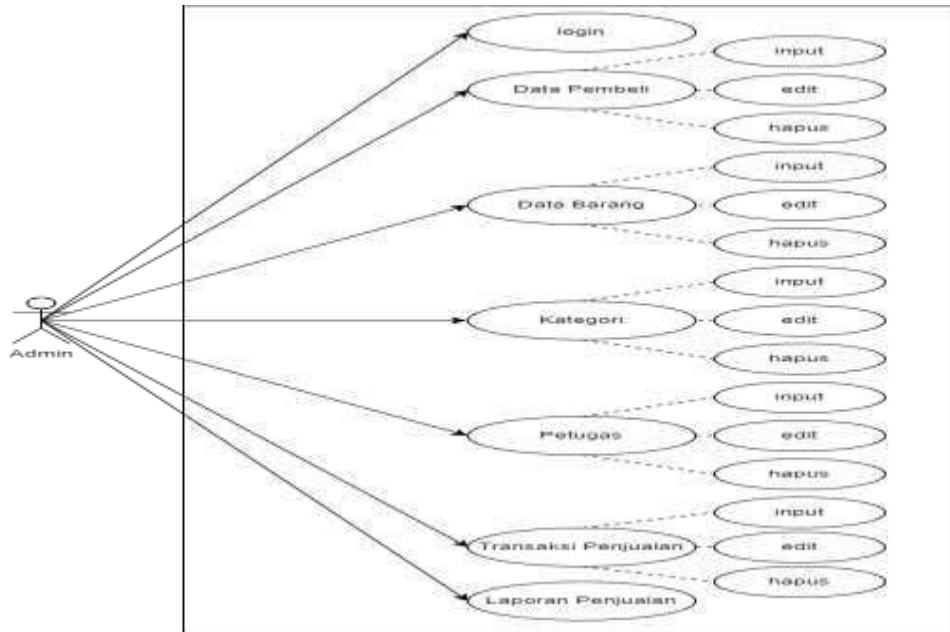 login
input
Data Pembeli
edit
hapus
input
Data Barang
edit
hapus
input
Kategori
edit
hapus
Admin
input
Petugas
edit
hapus
input
Transaksi Penjualan
edit
hapus
Laporan Penjualan